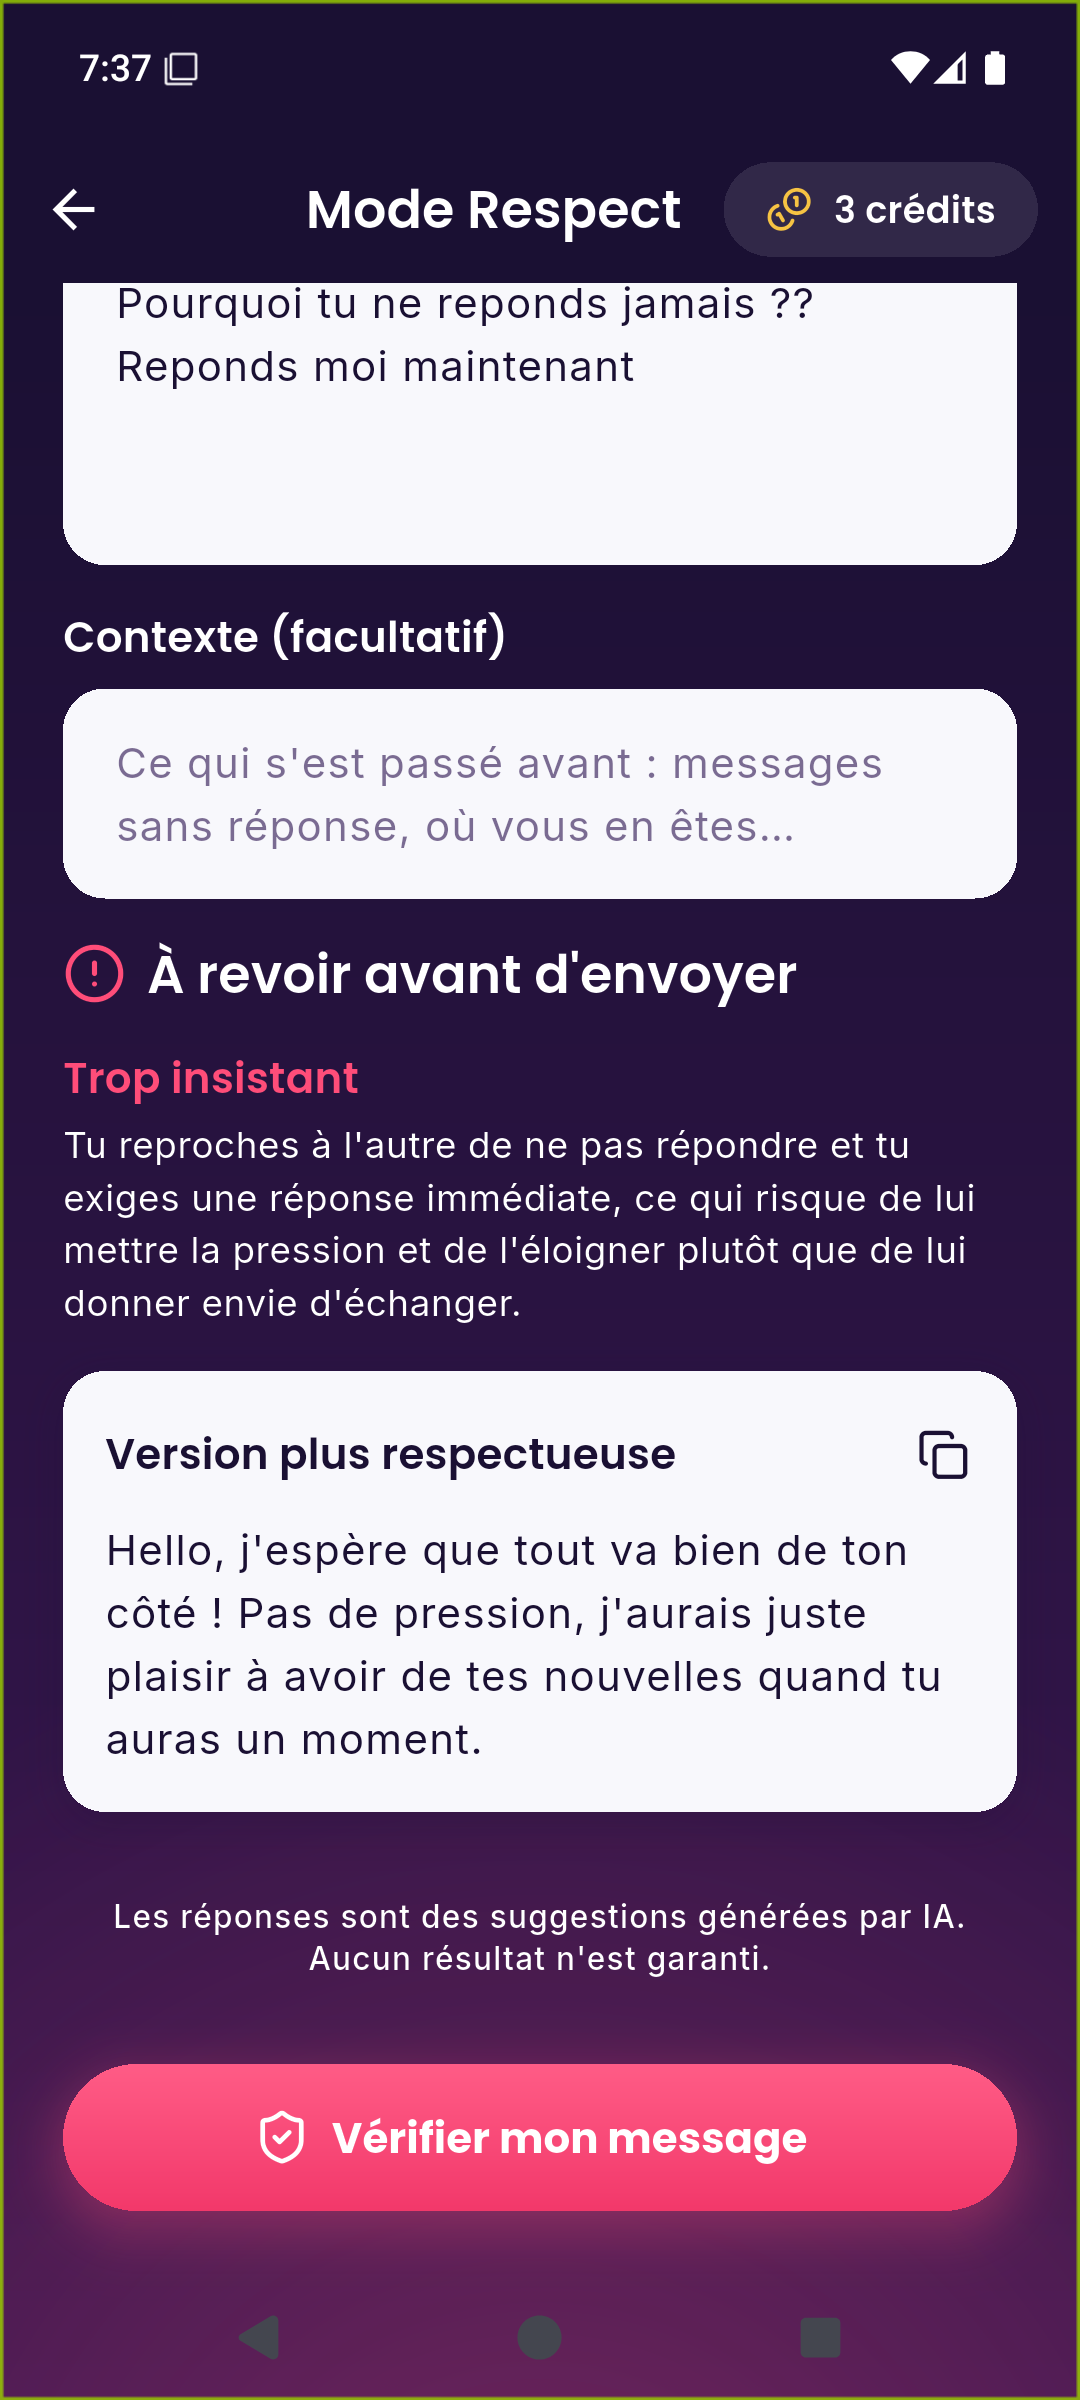 7:37
Mode Respect
3 crédits
Pourquoi tu ne reponds jamais ??
Reponds moi maintenant
Contexte (facultatif)
Ce qui s'est passé avant : messages
sans réponse, où vous en êtes...
À revoir avant d'envoyer
Trop insistant
Tu reproches à l'autre de ne pas répondre et tu
exiges une réponse immédiate, ce qui risque de lui
mettre la pression et de l'éloigner plutôt que de lui
donner envie d'échanger.
Version plus respectueuse
Hello, j'espère que tout va bien de ton
côté ! Pas de pression, j'aurais juste
plaisir à avoir de tes nouvelles quand tu
auras un moment.
Les réponses sont des suggestions générées par IA.
Aucun résultat n'est garanti.
Vérifier mon message